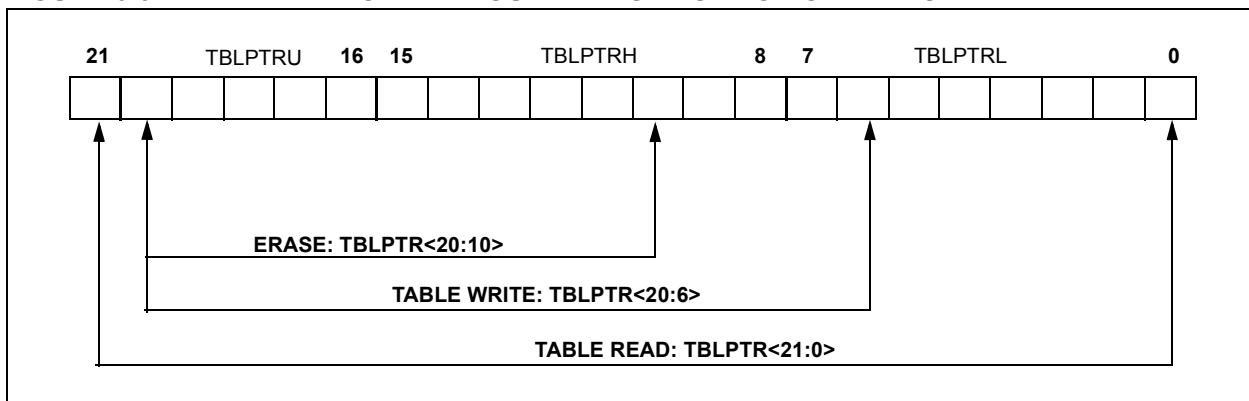 21 TBLPTRU 16 15 TBLPTRH 8 7 TBLPTRL 0
ERASE: TBLPTR<20:10>
TABLE WRITE: TBLPTR<20:6>
TABLE READ: TBLPTR<21:0>